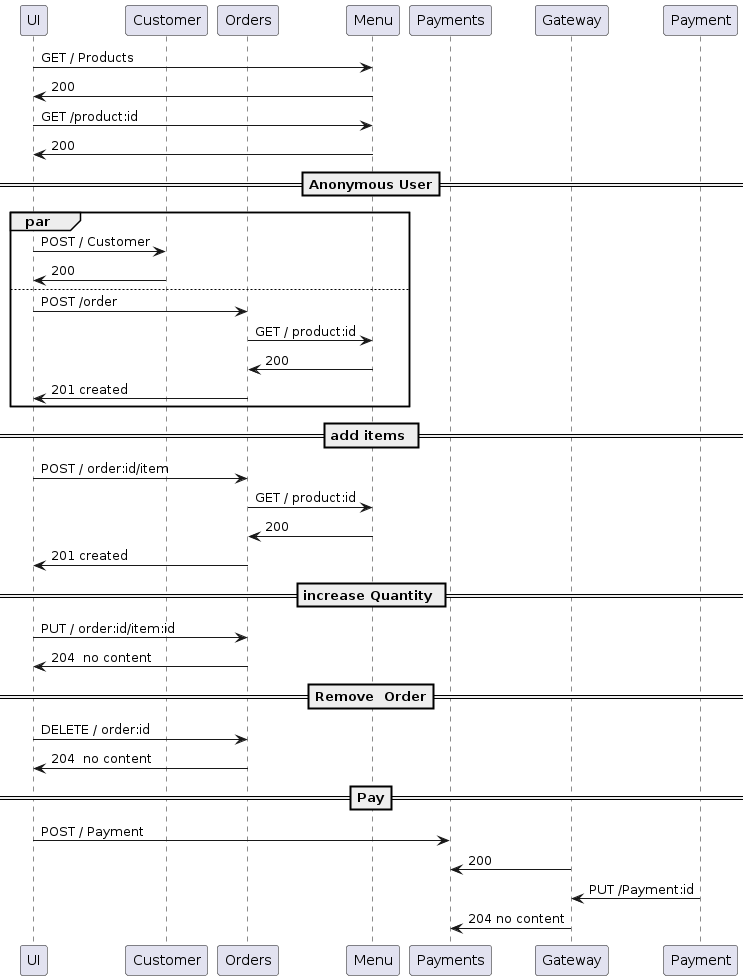 UI Customer Orders Menu Payments Gateway Payment
GET / Products
200
GET /product:id
200
Anonymous User
par
POST / Customer
200
POST /order
GET / product:id
200
201 created
add items
POST / order:id/item
GET / product:id
200
201 created
increase Quantity
PUT / order:id/item:id
204  no content
Remove  Order
DELETE / order:id
204  no content
Pay
POST / Payment
200
PUT /Payment:id
204 no content
UI Customer Orders Menu Payments Gateway Payment